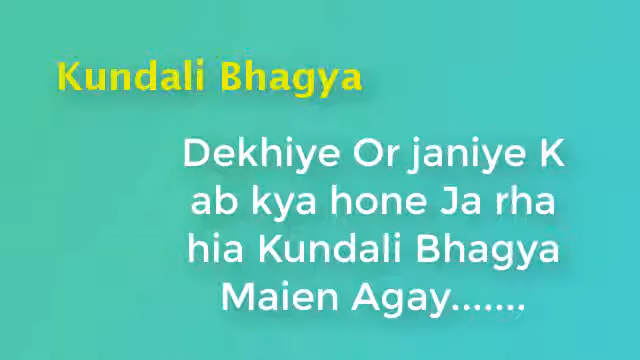 Kundali Bhagya
Dekhiye Or janiye K
ab kya hone Ja rha
hia Kundali Bhagya
Maien Agay.......